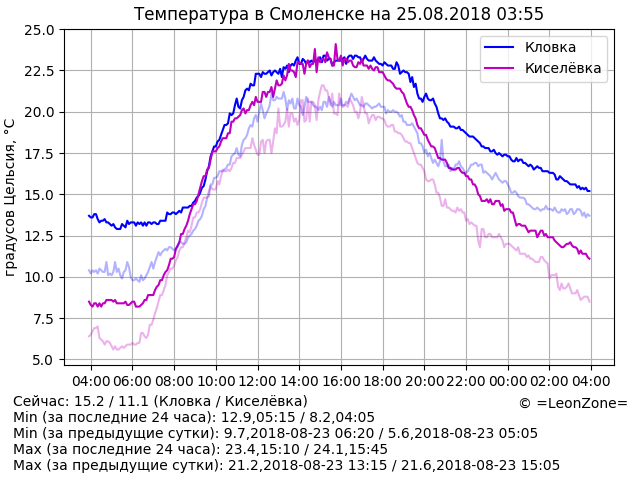 Температура в Смоленске на 25.08.2018 03:55
градусов Цельсия, °C
25.0
22.5
20.0
17.5
15.0
12.5
10.0
7.5
5.0
Кловка
Киселёвка
04:00 06:00 08:00 10:00 12:00 14:00 16:00 18:00 20:00 22:00 00:00 02:00 04:00
Сейчас: 15.2 / 11.1 (Кловка / Киселёвка)
© =LeonZone=
Min (за последние 24 часа): 12.9,05:15 / 8.2,04:05
Min (за предыдущие сутки): 9.7,2018-08-23 06:20 / 5.6,2018-08-23 05:05
Max (за последние 24 часа): 23.4,15:10 / 24.1,15:45
Max (за предыдущие сутки): 21.2,2018-08-23 13:15 / 21.6,2018-08-23 15:05